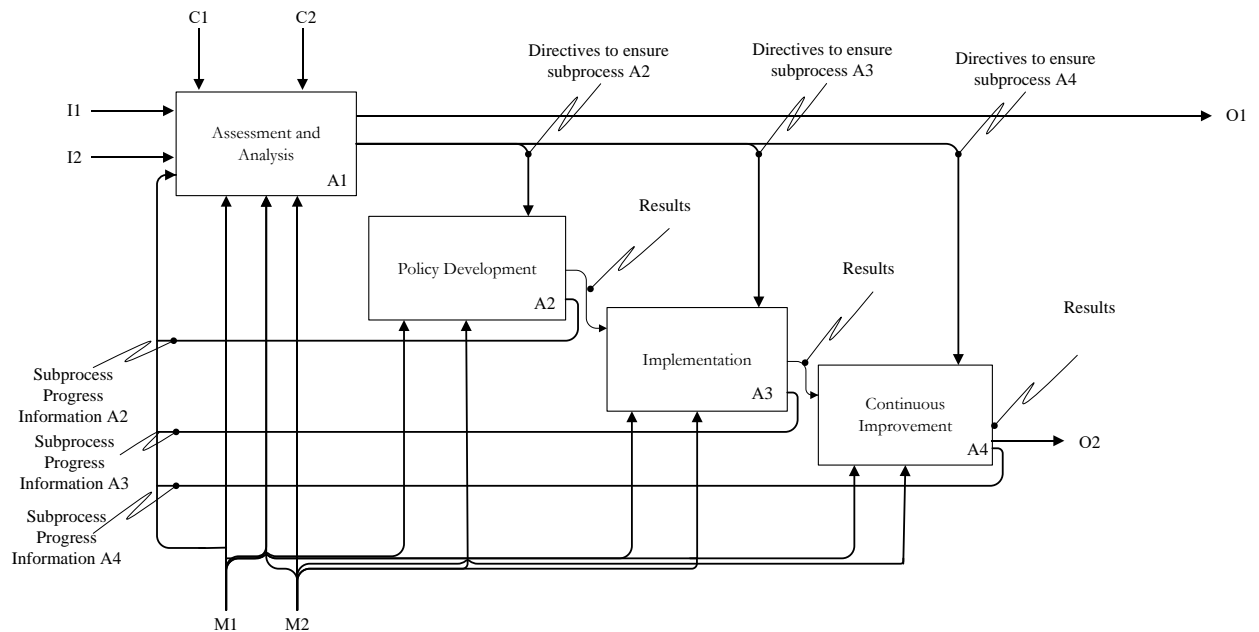 C1
C2
Directives to ensure
subprocess A2
Directives to ensure
subprocess A3
Directives to ensure
subprocess A4
I1
I2
Assessment and
Analysis
A1
O1
Results
Policy Development
A2
Results
Results
Implementation
A3
Subprocess
Progress
Information A2
Continuous
Improvement
A4
O2
Subprocess
Progress
Information A3
Subprocess
Progress
Information A4
M1
M2